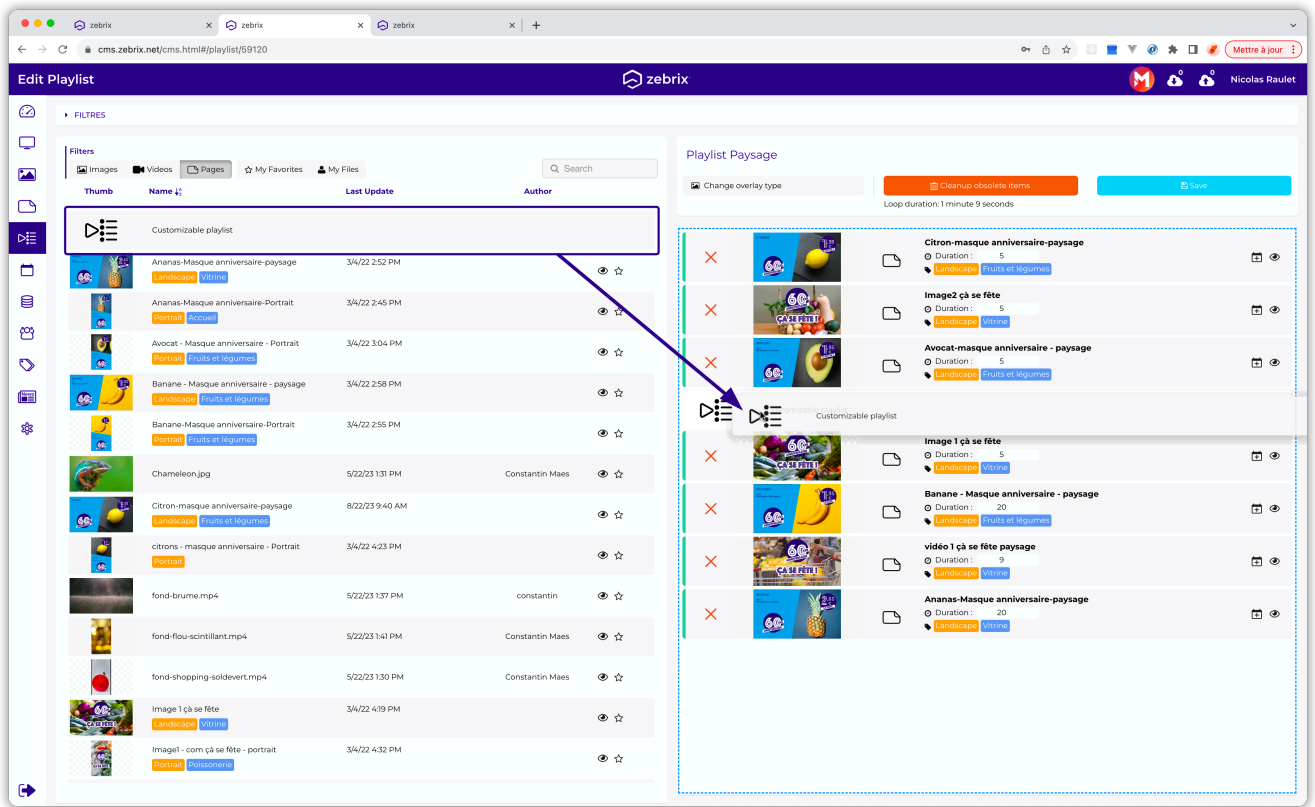 zebrix
zebrix
zebrix
cms.zebrix.net/cms.html#/playlist/59120
Mettre à jour
Edit Playlist
zebrix
0
0
Nicolas Raulet
FILTRES
Filters
Images
Videos
Pages
My Favorites
My Files
Search
Thumb
Name
Last Update
Author
Customizable playlist
Ananas-Masque anniversaire-paysage
3/4/22 2:52 PM
Landscape
Vitrine
Ananas-Masque anniversaire-Portrait
3/4/22 2:45 PM
Portrait
Accueil
Avocat - Masque anniversaire - Portrait
3/4/22 3:04 PM
Portrait
Fruits et légumes
Banane - Masque anniversaire - paysage
3/4/22 2:58 PM
Landscape
Fruits et légumes
Banane-Masque anniversaire-Portrait
3/4/22 2:55 PM
Portrait
Fruits et légumes
Chameleon.jpg
5/22/23 1:31 PM
Constantin Maes
Citron-masque anniversaire-paysage
8/22/23 9:40 AM
Landscape
Fruits et légumes
citrons - masque anniversaire - Portrait
3/4/22 4:23 PM
Portrait
fond-brume.mp4
5/22/23 1:37 PM
constantin
fond-flou-scintillant.mp4
5/22/23 1:41 PM
Constantin Maes
fond-shopping-soldevert.mp4
5/22/23 1:30 PM
Constantin Maes
Image 1 çà se fête
3/4/22 4:19 PM
Landscape
Vitrine
Image1 - com çà se fête - portrait
3/4/22 4:32 PM
Portrait
Poissonerie
Playlist Paysage
Change overlay type
Cleanup obsolete items
Save
Loop duration: 1 minute 9 seconds
Citron-masque anniversaire-paysage
Duration : 5
Landscape
Fruits et légumes
Image2 çà se fête
Duration : 5
Landscape
Vitrine
ÇA SE FÊTE !
Avocat-masque anniversaire - paysage
Duration : 5
Landscape
Fruits et légumes
Customizable playlist
Image 1 çà se fête
Duration : 5
Landscape
Vitrine
ÇA SE FÊTE !
Banane - Masque anniversaire - paysage
Duration : 20
Landscape
Fruits et légumes
vidéo 1 çà se fête paysage
Duration : 9
Landscape
Vitrine
ÇA SE FÊTE !
Ananas-Masque anniversaire-paysage
Duration : 20
Landscape
Vitrine